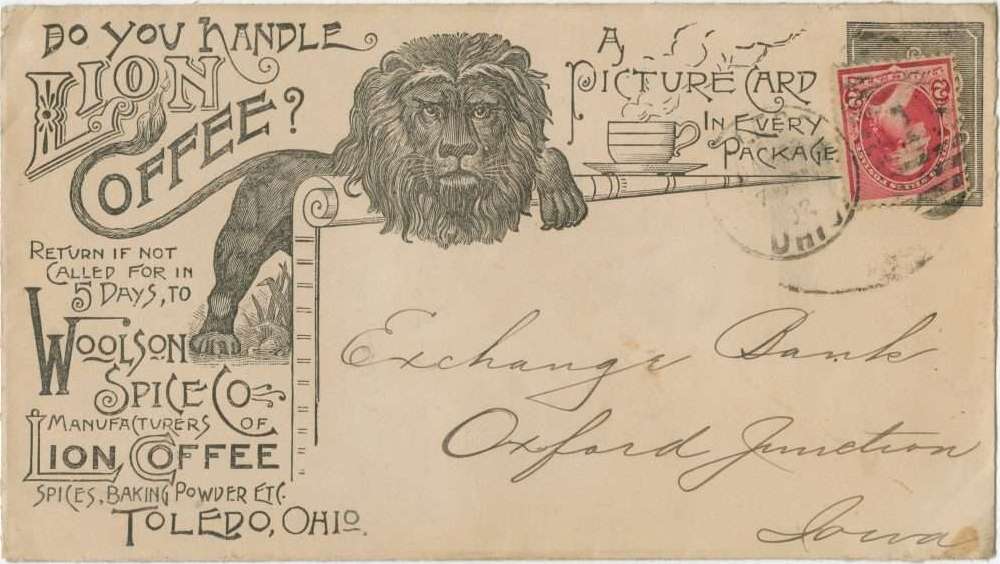 DO YOU HANDLE
LION
COFFEE?
A
PICTURE CARD
IN EVERY
PACKAGE.
RETURN IF NOT
CALLED FOR IN
5 DAYS, TO
WOOLSON
SPICE CO
MANUFACTURERS OF
LION COFFEE
SPICES, BAKING POWDER ETC.
TOLEDO, OHIO.
Exchange Bank
Oxford Junction
Iowa
OHIO
2 2